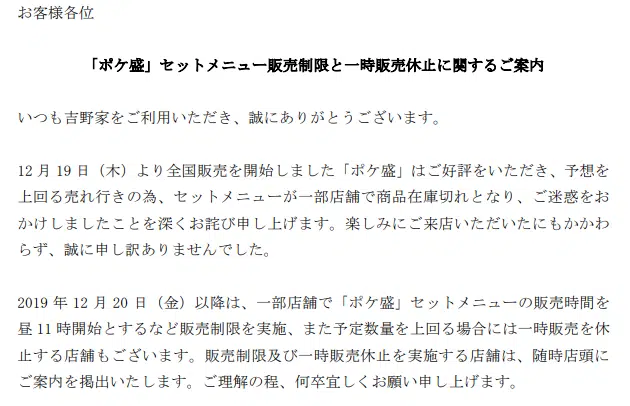 お客様各位
「ポケ盛」セットメニュー販売制限と一時販売休止に関するご案内
いつも吉野家をご利用いただき、誠にありがとうございます。
12月19日（木）より全国販売を開始しました「ポケ盛」はご好評をいただき、予想を
上回る売れ行きの為、セットメニューが一部店舗で商品在庫切れとなり、ご迷惑をお
かけしましたことを深くお詫び申し上げます。楽しみにご来店いただいたにもかかわ
らず、誠に申し訳ありませんでした。
2019年12月20日（金）以降は、一部店舗で「ポケ盛」セットメニューの販売時間を
昼11時開始とするなど販売制限を実施、また予定数量を上回る場合には一時販売を休
止する店舗もございます。販売制限及び一時販売休止を実施する店舗は、随時店頭に
ご案内を掲出いたします。ご理解の程、何卒宜しくお願い申し上げます。